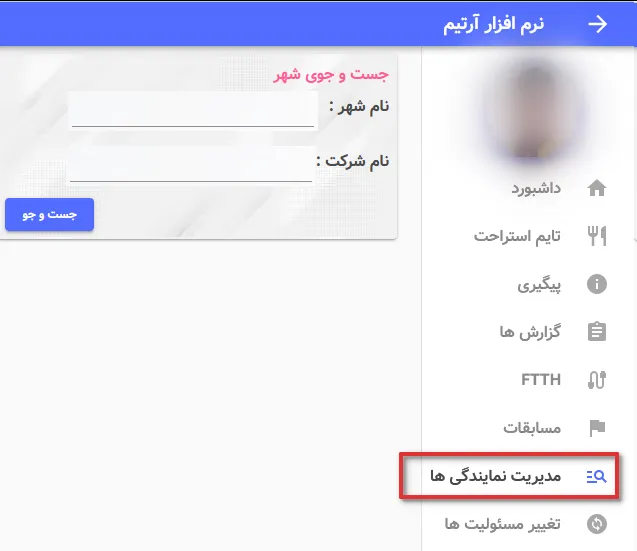 نرم افزار آرتیم
جست و جوی شهر
نام شهر :
نام شرکت :
جست و جو
داشبورد
تایم استراحت
پیگیری
گزارش ها
FTTH
مسابقات
مدیریت نمایندگی ها
تغییر مسئولیت ها